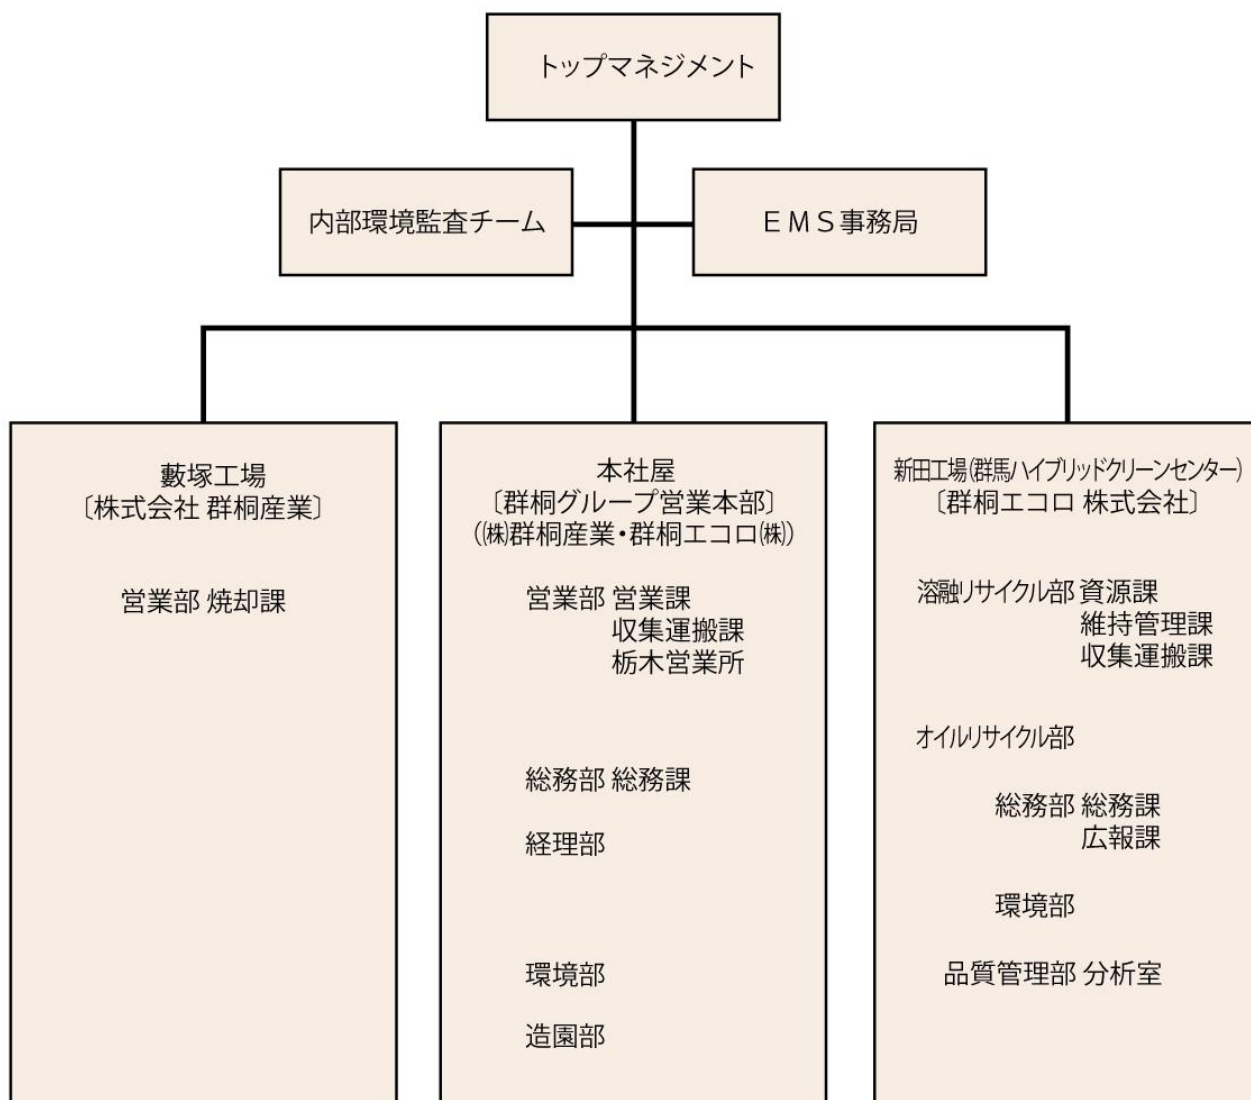 トップマネジメント
内部環境監査チーム
EMS事務局
藪塚工場
〔株式会社 群桐産業〕
営業部 焼却課
本社屋
〔群桐グループ営業本部〕
(㈱群桐産業・群桐エコロ㈱)
営業部 営業課
収集運搬課
栃木営業所
総務部 総務課
経理部
環境部
造園部
新田工場(群馬ハイブリッドクリーンセンター)
〔群桐エコロ 株式会社〕
溶融リサイクル部 資源課
維持管理課
収集運搬課
オイルリサイクル部
総務部 総務課
広報課
環境部
品質管理部 分析室